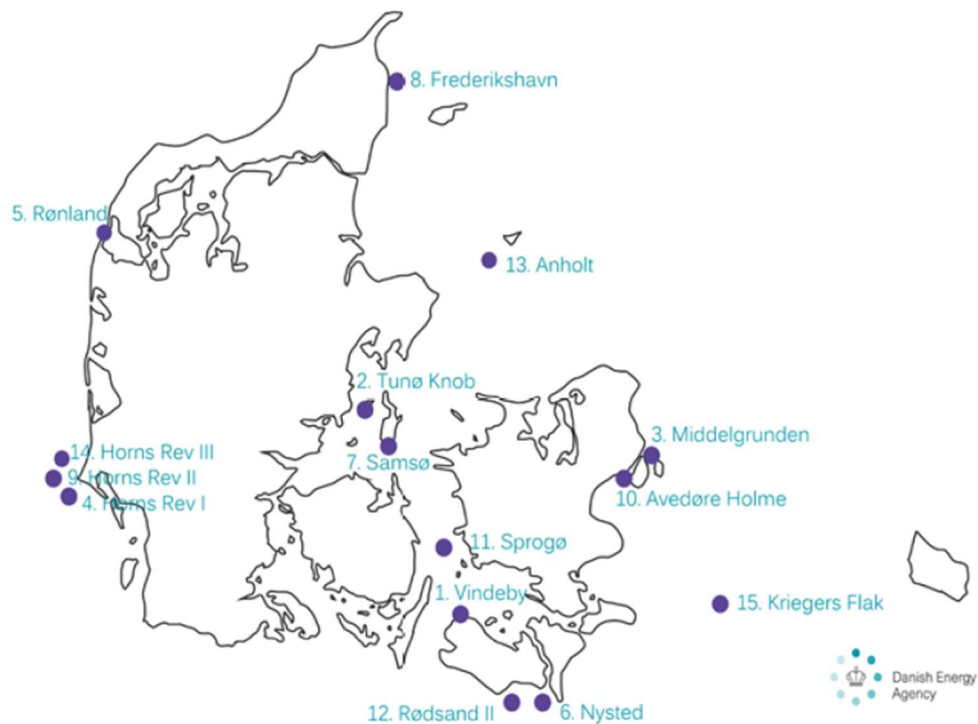 8. Frederikshavn
5. Rønland
13. Anholt
2. Tunø Knob
3. Middelgrunden
14. Horns Rev III
7. Samsø
9. Horns Rev II
10. Avedøre Holme
4. Horns Rev I
11. Sprogø
1. Vindeby
15. Kriegers Flak
Danish Energy
Agency
12. Rødsand II
6. Nysted